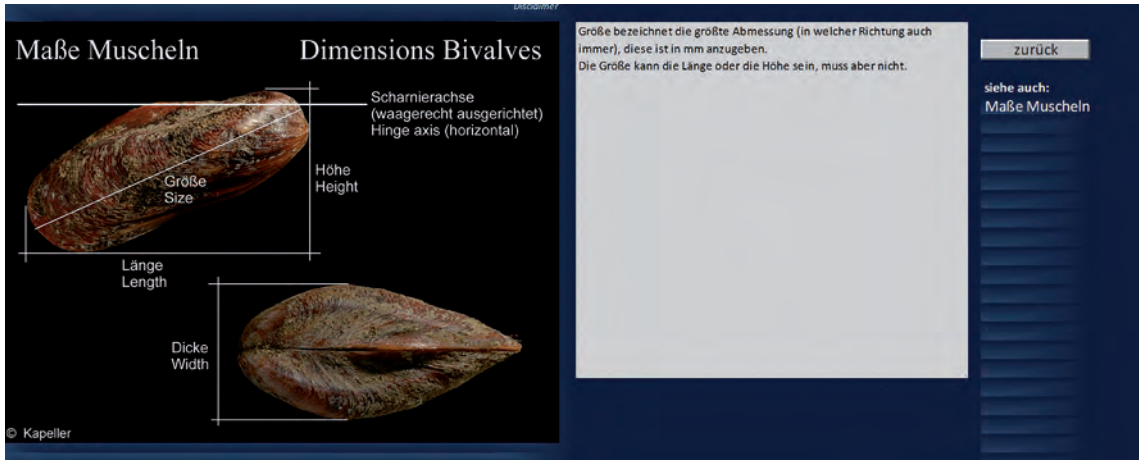 Disclaimer
Maße Muscheln
Dimensions Bivalves
Scharnierachse
(waagerecht ausgerichtet)
Hinge axis (horizontal)
Höhe
Height
Größe
Size
Länge
Length
Dicke
Width
© Kapeller
Größe bezeichnet die größte Abmessung (in welcher Richtung auch
immer), diese ist in mm anzugeben.
Die Größe kann die Länge oder die Höhe sein, muss aber nicht.
zurück
siehe auch:
Maße Muscheln